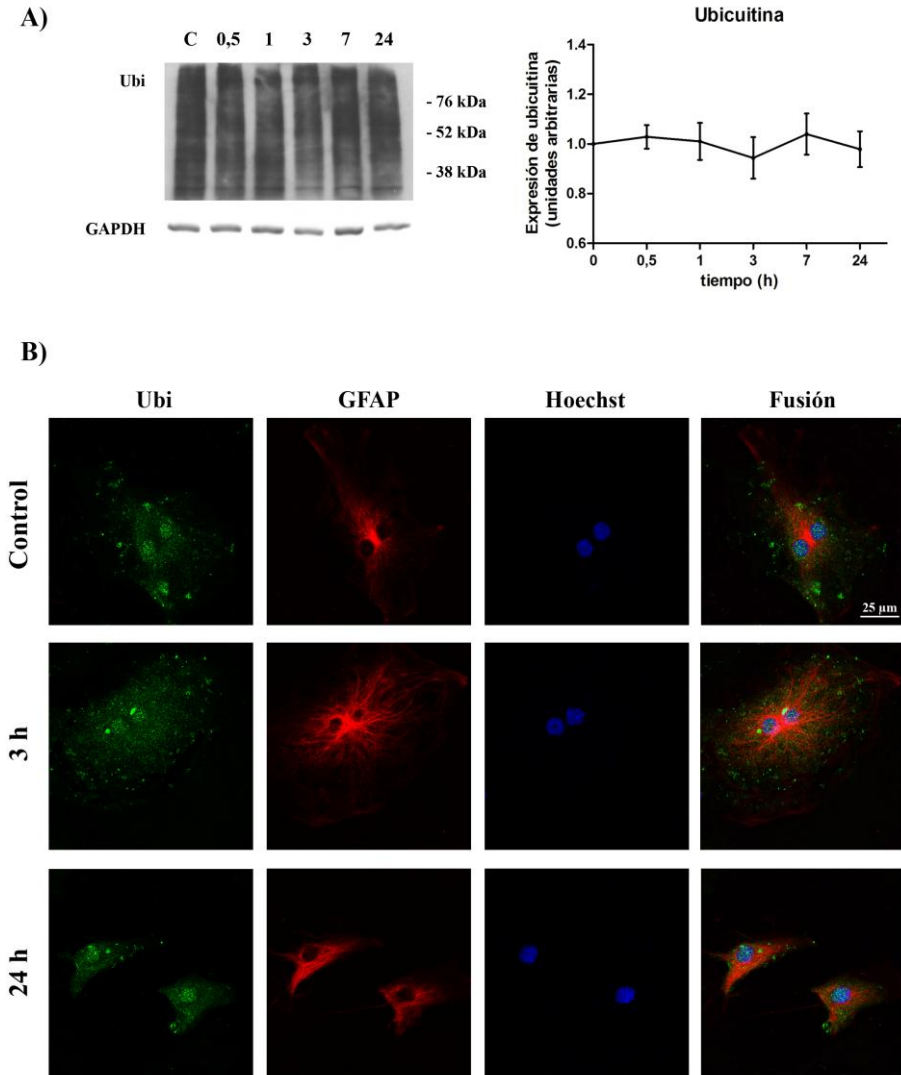 A)
C 0,5 1 3 7 24
Ubi
- 76 kDa
- 52 kDa
- 38 kDa
GAPDH
Ubicuitina
Expresión de ubicuitina
(unidades arbitrarias)
1.4
1.2
1.0
0.8
0.6
0 0,5 1 3 7 24
tiempo (h)
B)
Ubi GFAP Hoechst Fusión
Control
25 µm
3 h
24 h